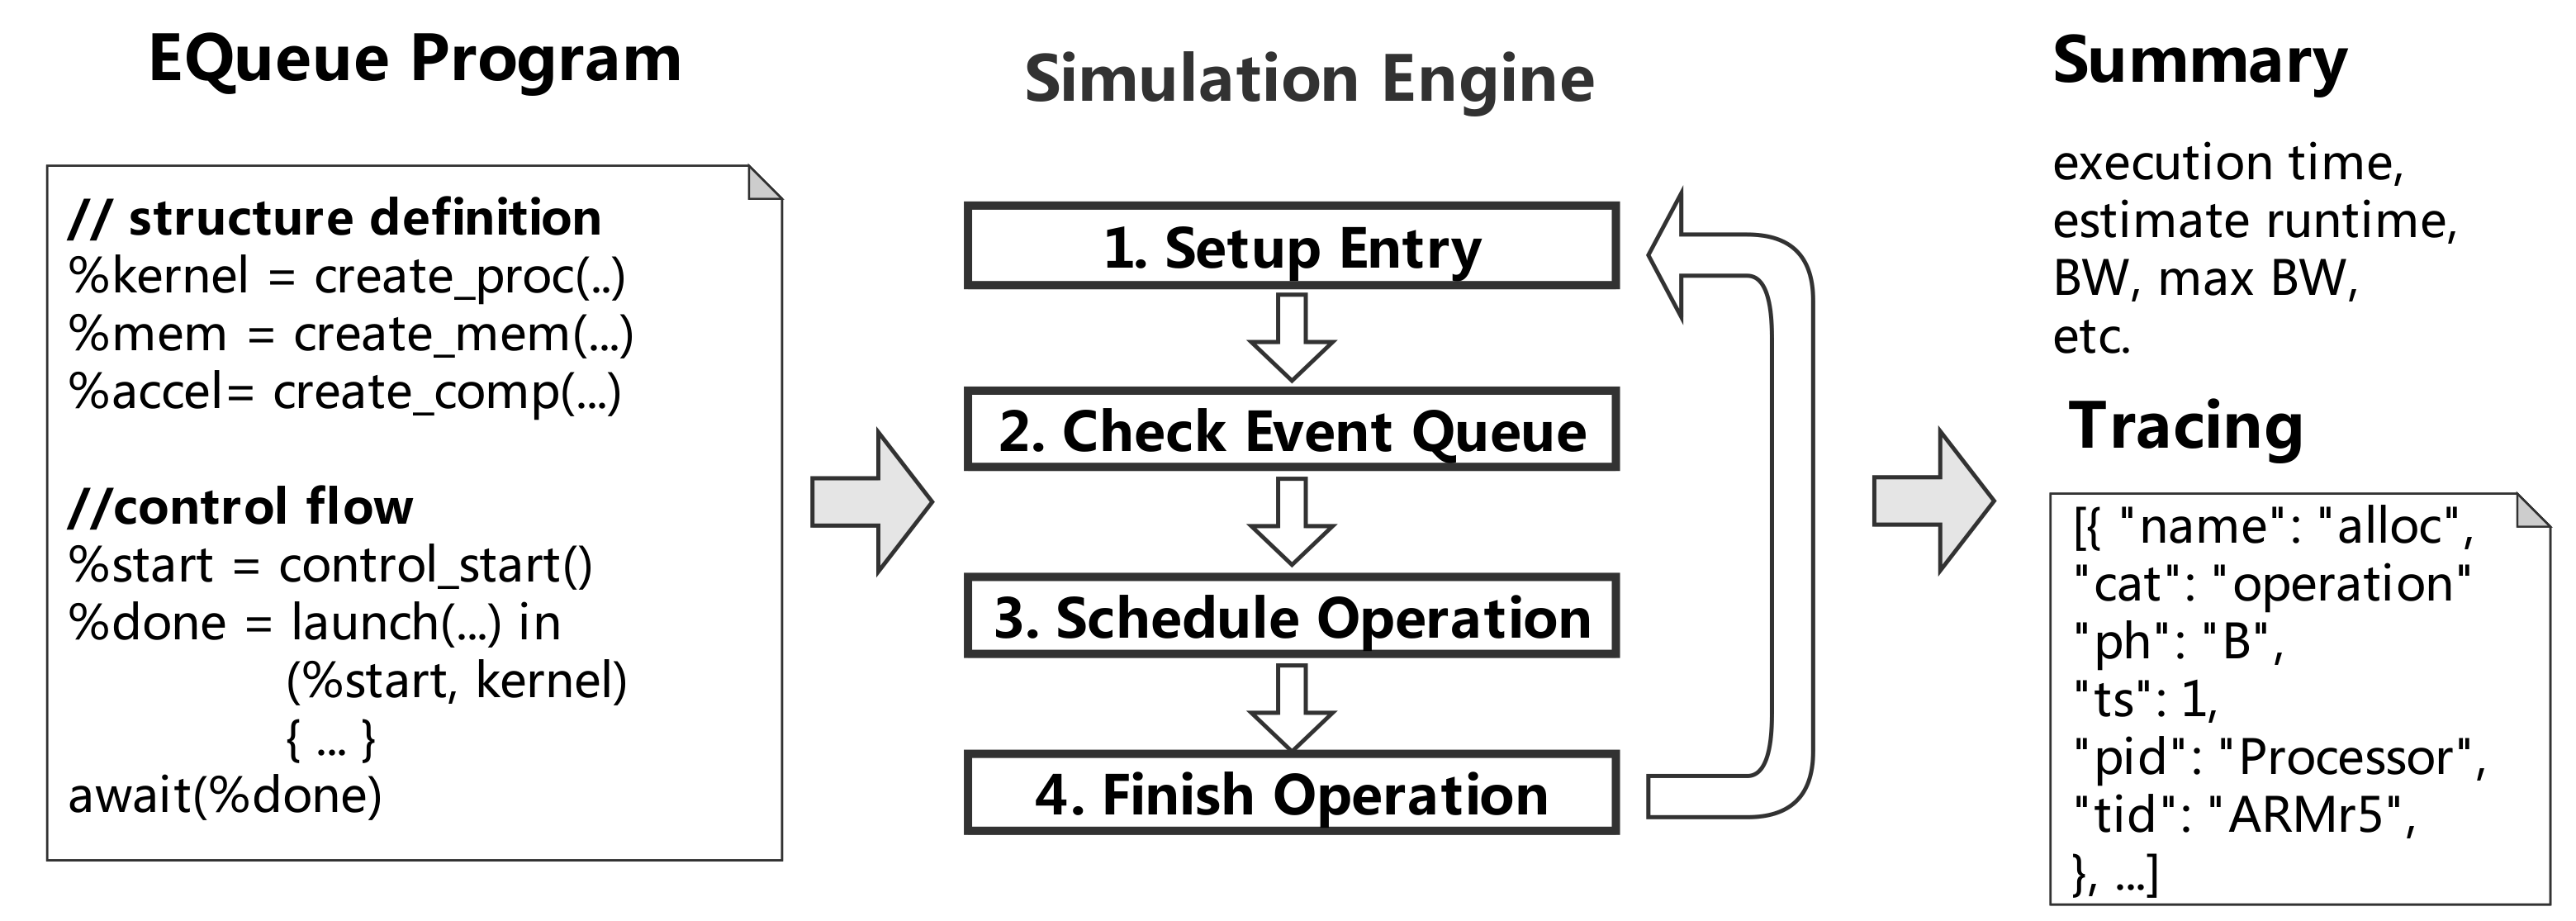 EQueue Program
// structure definition
%kernel = create_proc(..)
%mem = create_mem(...)
%accel= create_comp(...)
//control flow
%start = control_start()
%done = launch(...) in
(%start, kernel)
{ ... }
await(%done)
Simulation Engine
1. Setup Entry
2. Check Event Queue
3. Schedule Operation
4. Finish Operation
Summary
execution time,
estimate runtime,
BW, max BW,
etc.
Tracing
[{ "name": "alloc",
"cat": "operation"
"ph": "B",
"ts": 1,
"pid": "Processor",
"tid": "ARMr5",
}, ...]